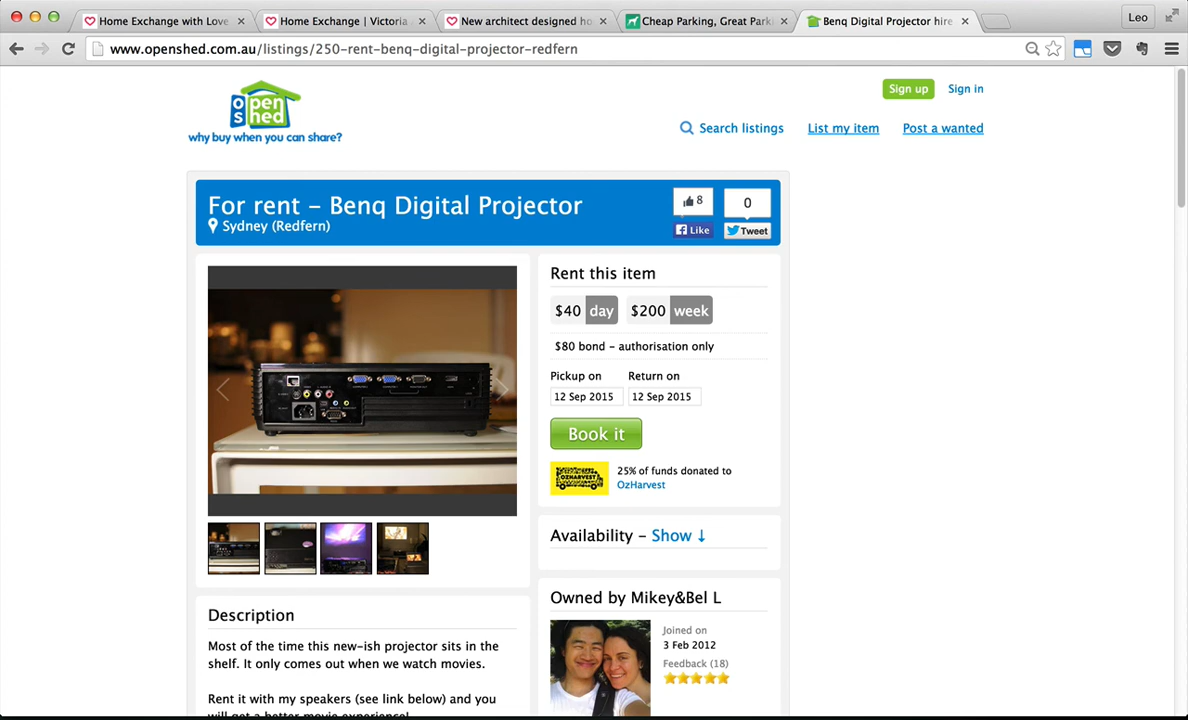 Home Exchange with Love
Home Exchange | Victoria
New architect designed ho
Cheap Parking, Great Park
Benq Digital Projector hire
Leo
www.openshed.com.au/listings/250-rent-benq-digital-projector-redfern
open
shed
why buy when you can share?
Sign up
Sign in
Search listings
List my item
Post a wanted
For rent – Benq Digital Projector
Sydney (Redfern)
8
Like
0
Tweet
Rent this item
$40 day
$200 week
$80 bond – authorisation only
Pickup on
Return on
12 Sep 2015
12 Sep 2015
Book it
OZHARVEST
25% of funds donated to
OzHarvest
Availability – Show ↓
Owned by Mikey&Bel L
Joined on
3 Feb 2012
Feedback (18)
Description
Most of the time this new-ish projector sits in the
shelf. It only comes out when we watch movies.
Rent it with my speakers (see link below) and you
will get a better movie experience!